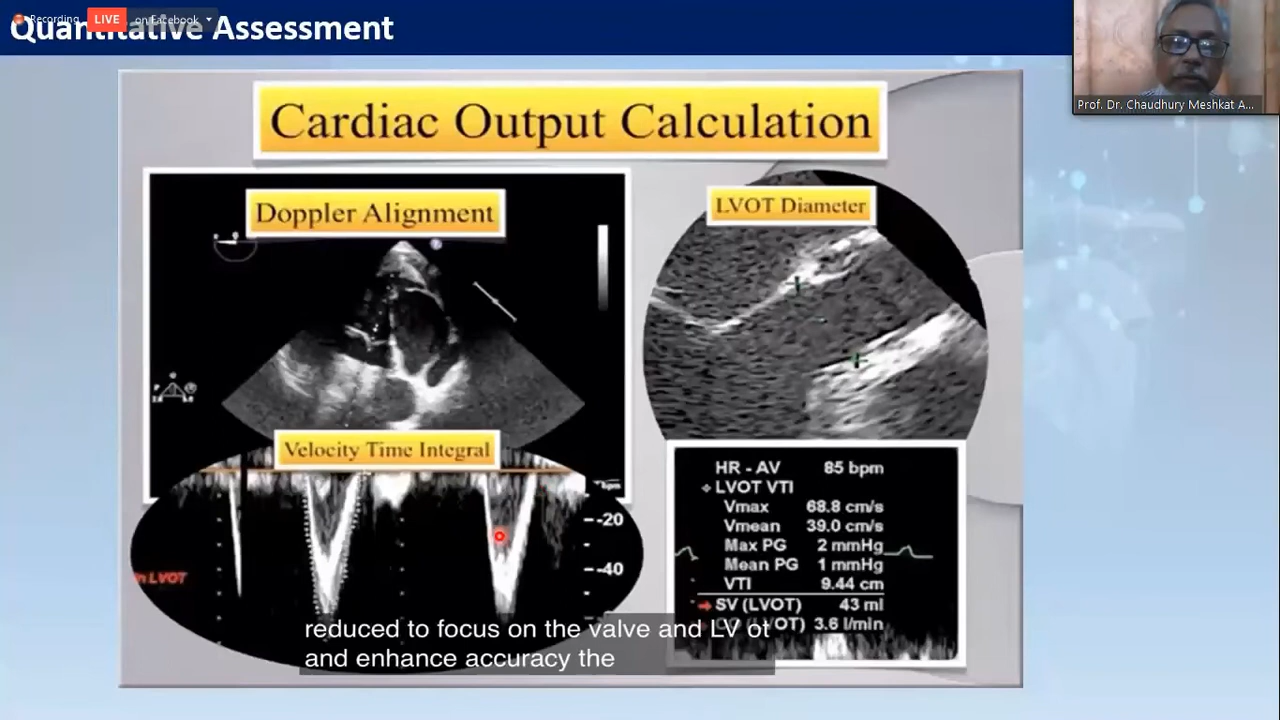 Recording LIVE on Facebook
Quantitative Assessment
Prof. Dr. Chaudhury Meshkat A...
Cardiac Output Calculation
Doppler Alignment
LVOT Diameter
Velocity Time Integral
-20
-40
LVOT
HR - AV 85 bpm
LVOT VTI
Vmax 68.8 cm/s
Vmean 39.0 cm/s
Max PG 2 mmHg
Mean PG 1 mmHg
VTI 9.44 cm
SV (LVOT) 43 ml
3.6 l/min
reduced to focus on the valve and LV ot
and enhance accuracy the